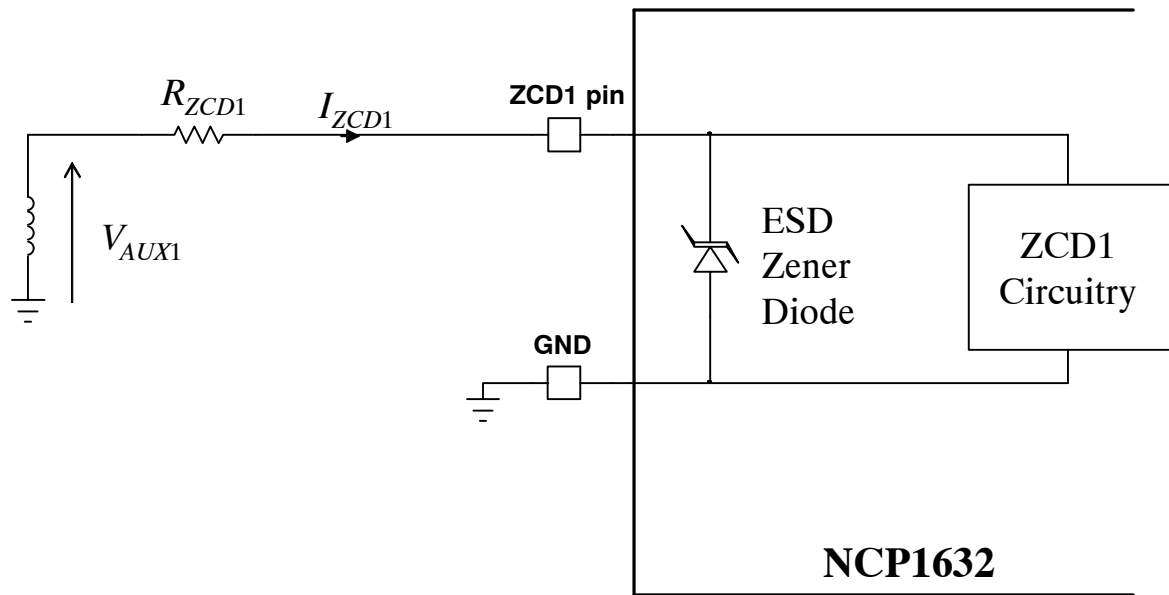 R_ZCD1
I_ZCD1
ZCD1 pin
V_AUX1
ESD
Zener
Diode
ZCD1
Circuitry
GND
NCP1632